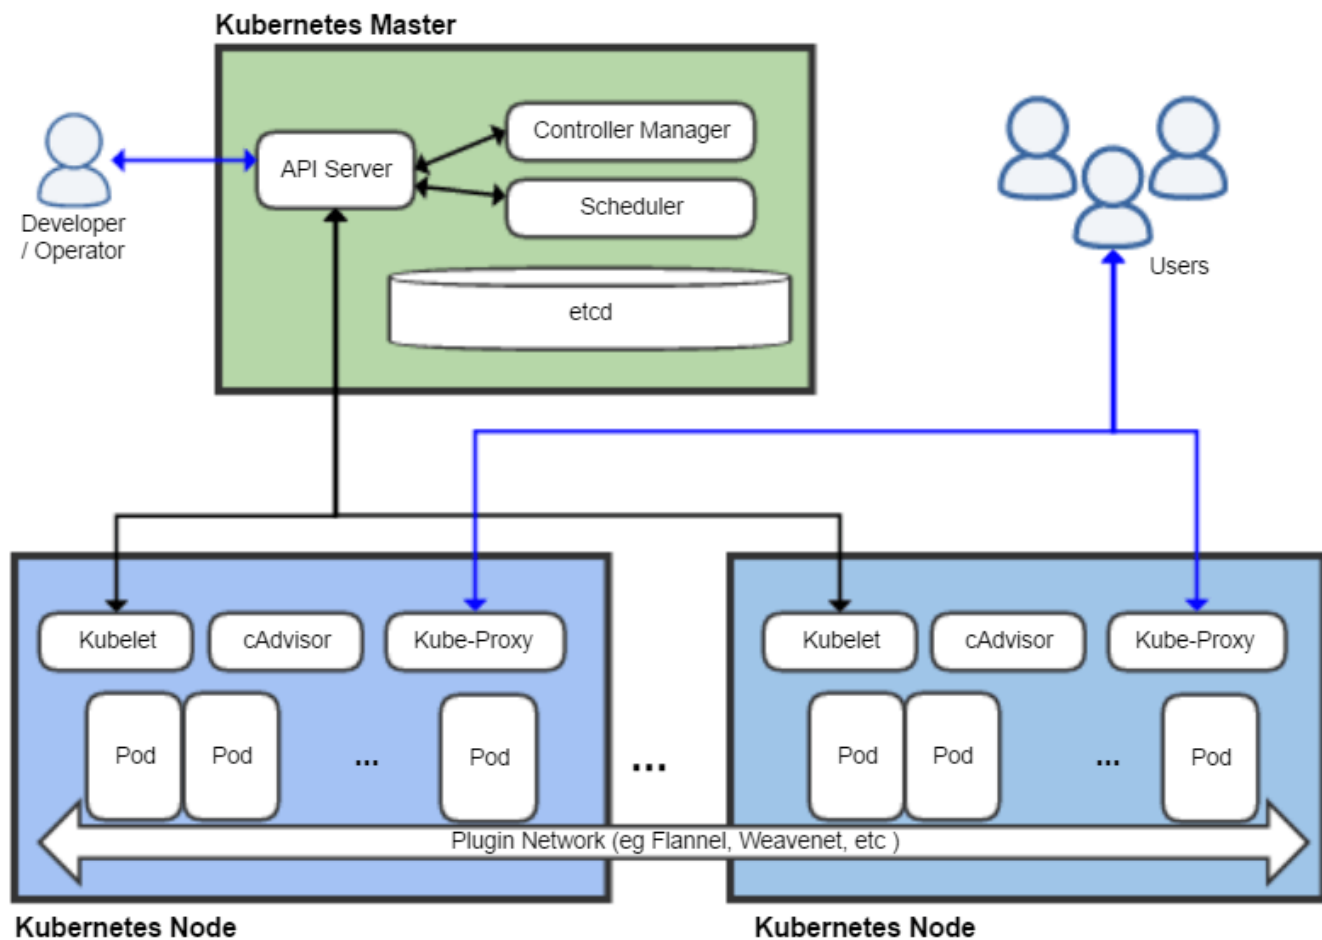 Kubernetes Master
API Server
Controller Manager
Scheduler
etcd
Developer
/ Operator
Users
Kubelet
cAdvisor
Kube-Proxy
Pod
Pod
...
Pod
...
Kubelet
cAdvisor
Kube-Proxy
Pod
Pod
...
Pod
Plugin Network (eg Flannel, Weavenet, etc )
Kubernetes Node
Kubernetes Node